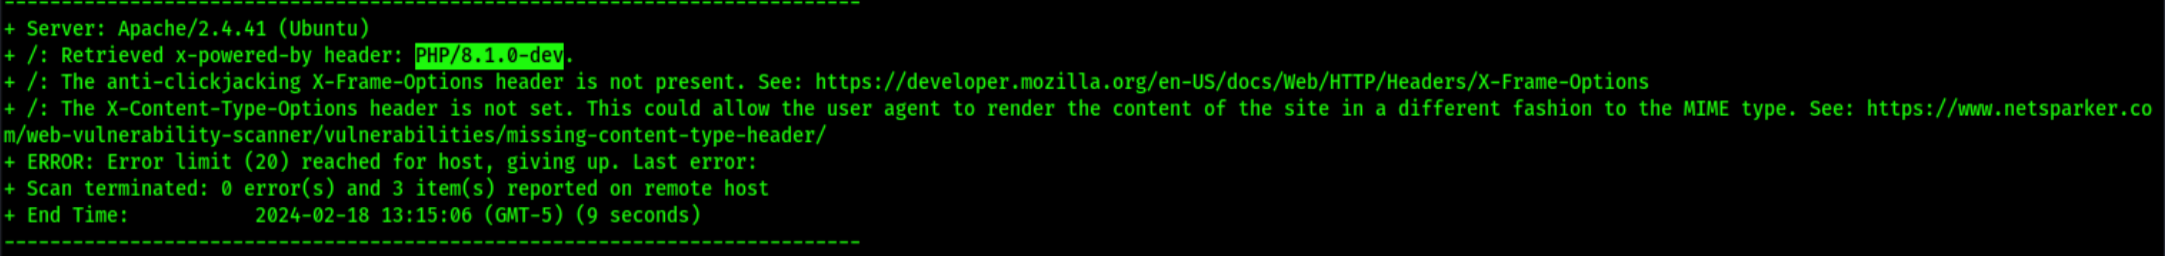 ---------------------------------------------------------------------------
+ Server: Apache/2.4.41 (Ubuntu)
+ /: Retrieved x-powered-by header: PHP/8.1.0-dev.
+ /: The anti-clickjacking X-Frame-Options header is not present. See: https://developer.mozilla.org/en-US/docs/Web/HTTP/Headers/X-Frame-Options
+ /: The X-Content-Type-Options header is not set. This could allow the user agent to render the content of the site in a different fashion to the MIME type. See: https://www.netsparker.co
m/web-vulnerability-scanner/vulnerabilities/missing-content-type-header/
+ ERROR: Error limit (20) reached for host, giving up. Last error:
+ Scan terminated: 0 error(s) and 3 item(s) reported on remote host
+ End Time:           2024-02-18 13:15:06 (GMT-5) (9 seconds)
---------------------------------------------------------------------------